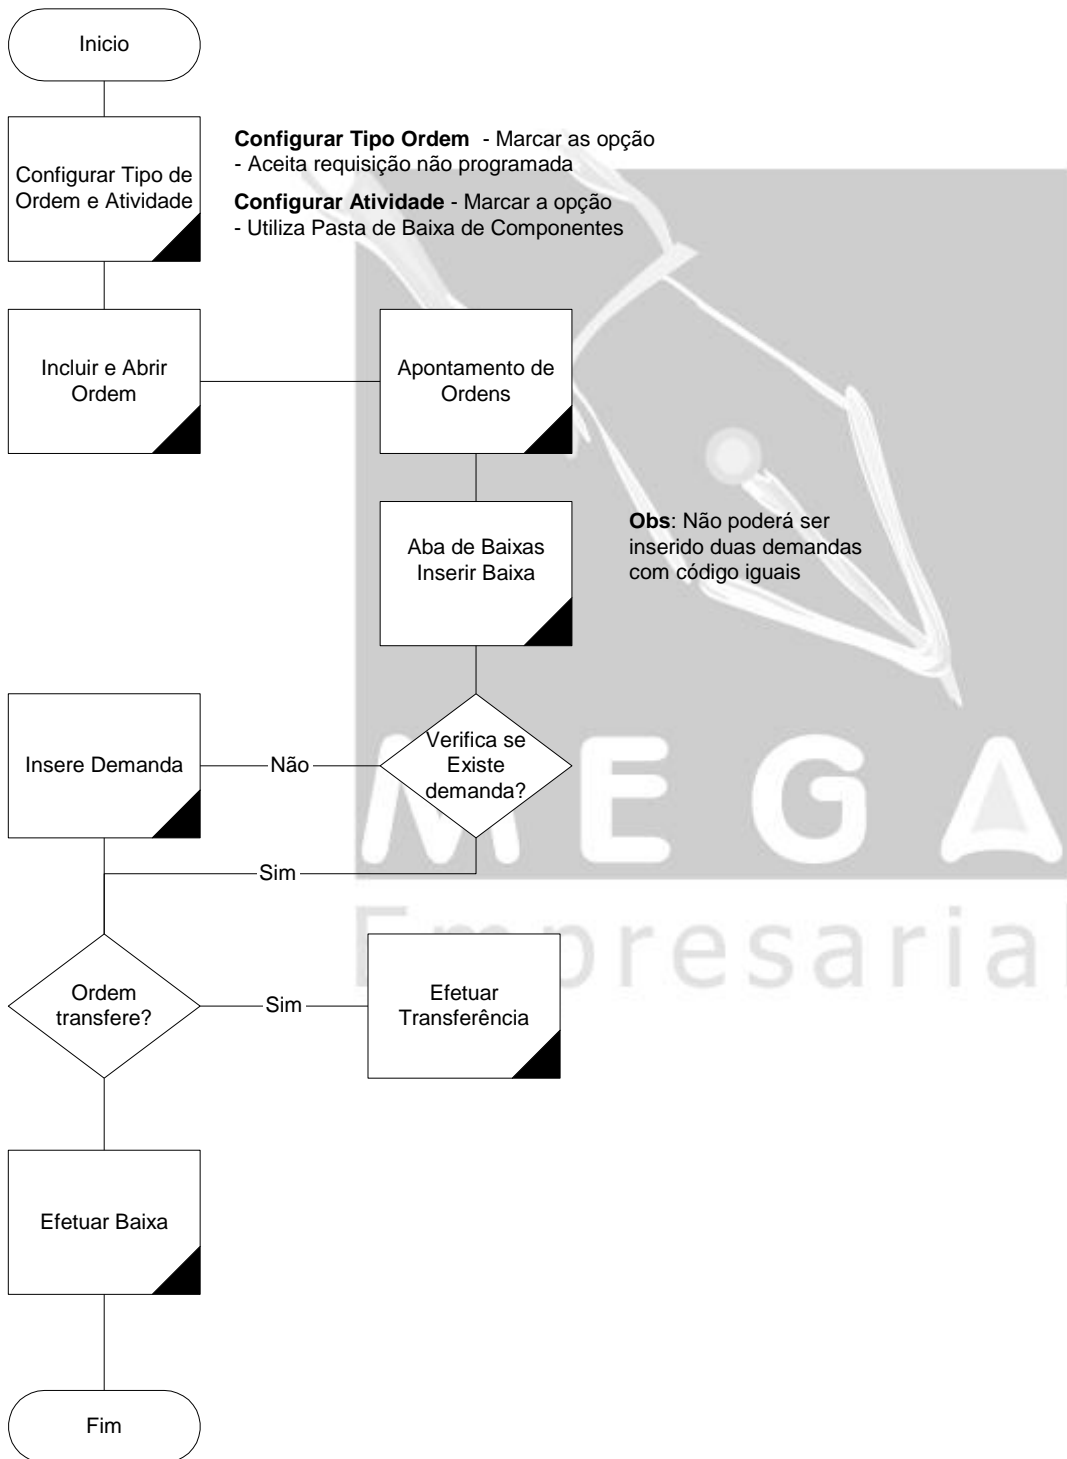 Inicio
Configurar Tipo de
Ordem e Atividade
Configurar Tipo Ordem - Marcar as opção
- Aceita requisição não programada
Configurar Atividade - Marcar a opção
- Utiliza Pasta de Baixa de Componentes
Incluir e Abrir
Ordem
Apontamento de
Ordens
Aba de Baixas
Inserir Baixa
Obs: Não poderá ser
inserido duas demandas
com código iguais
Verifica se
Existe
demanda?
Não
Insere Demanda
Sim
MEGA
Empresarial
Ordem
transfere?
Sim
Efetuar
Transferência
Efetuar Baixa
Fim